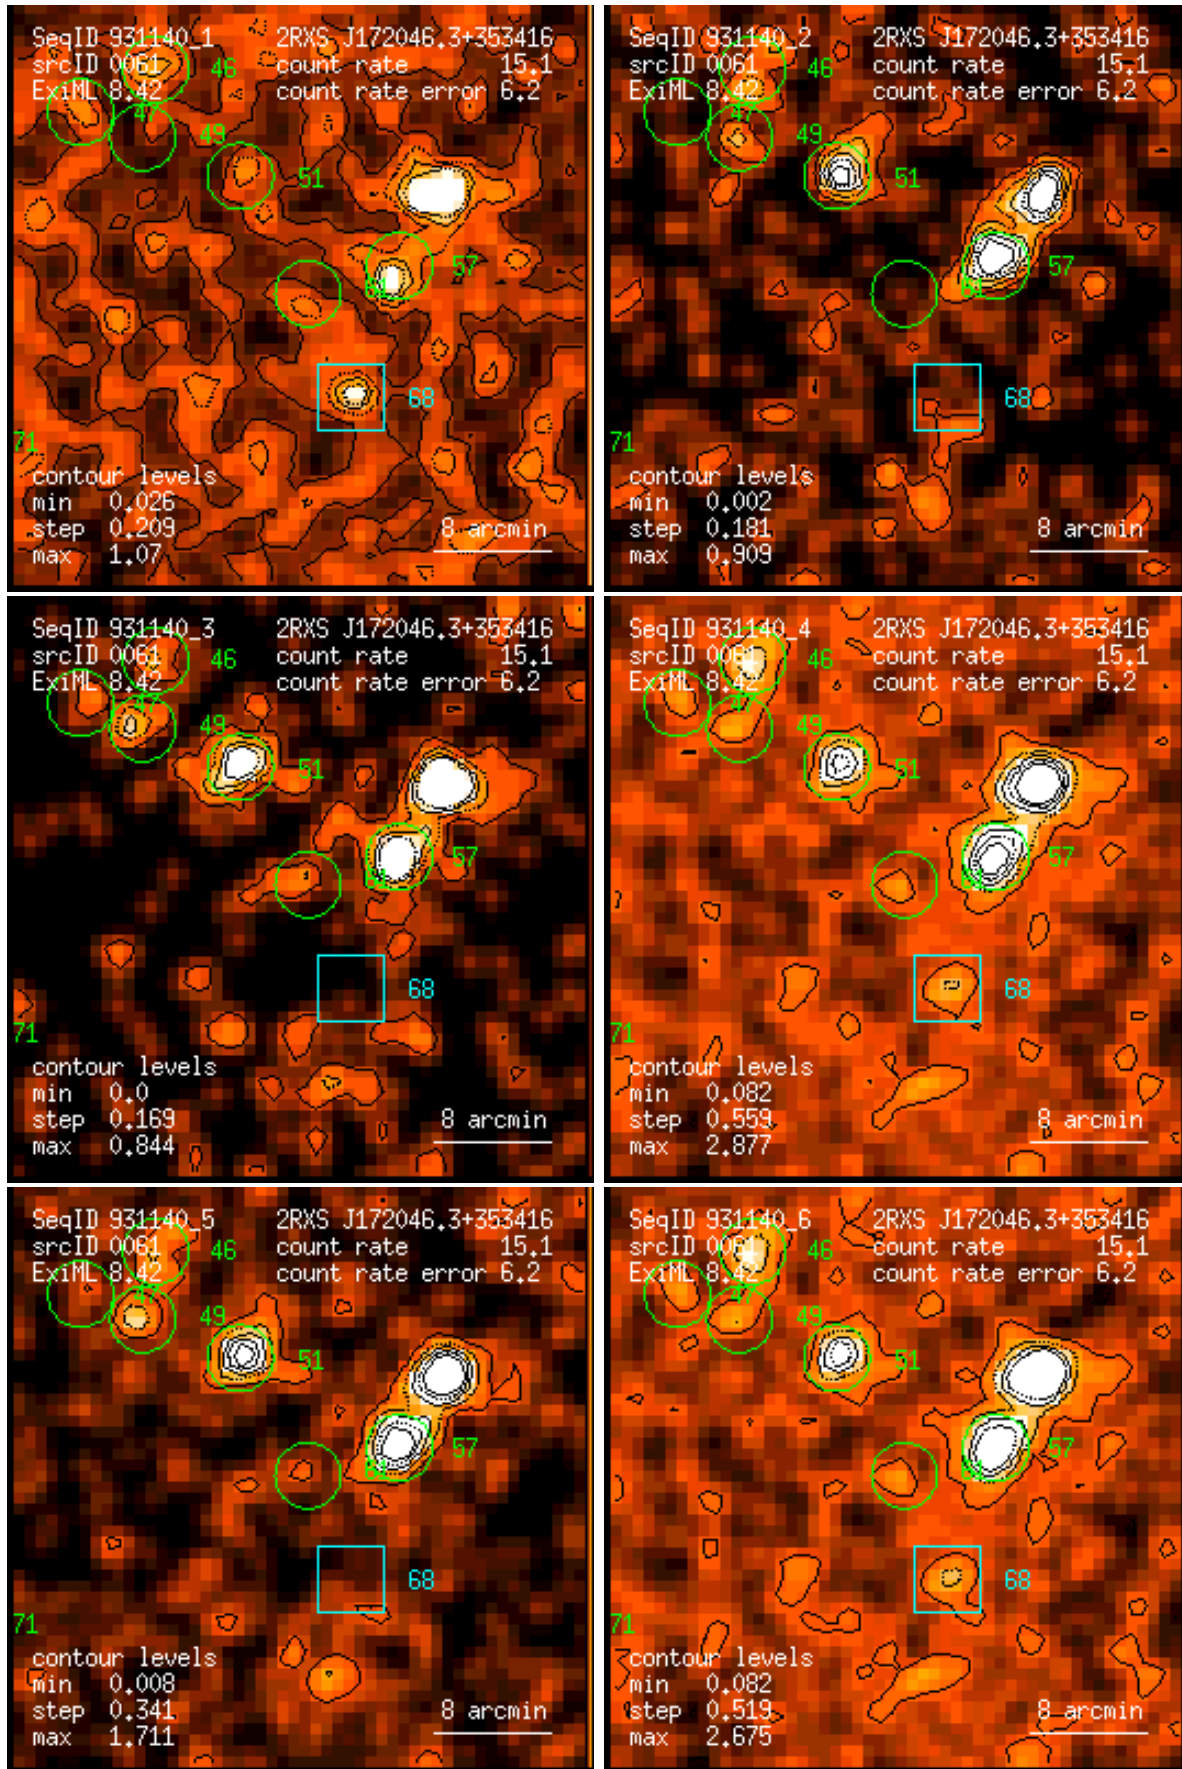 SeqID 931140_1 2RXS J172046.3+353416
srcID 0061 46 count rate 15.1
ExiML 8.42 count rate error 6.2
47
49
51
57
68
71
contour levels
min 0.026
step 0.209 8 arcmin
max 1.07
SeqID 931140_2 2RXS J172046.3+353416
srcID 0061 46 count rate 15.1
ExiML 8.42 count rate error 6.2
47
49
51
57
68
71
contour levels
min 0.002
step 0.181 8 arcmin
max 0.909
SeqID 931140_3 2RXS J172046.3+353416
srcID 0061 46 count rate 15.1
ExiML 8.42 count rate error 6.2
47
49
51
57
68
71
contour levels
min 0.0
step 0.169 8 arcmin
max 0.844
SeqID 931140_4 2RXS J172046.3+353416
srcID 0061 46 count rate 15.1
ExiML 8.42 count rate error 6.2
47
49
51
57
68
71
contour levels
min 0.082
step 0.559 8 arcmin
max 2.877
SeqID 931140_5 2RXS J172046.3+353416
srcID 0061 46 count rate 15.1
ExiML 8.42 count rate error 6.2
47
49
51
57
68
71
contour levels
min 0.008
step 0.341 8 arcmin
max 1.711
SeqID 931140_6 2RXS J172046.3+353416
srcID 0061 46 count rate 15.1
ExiML 8.42 count rate error 6.2
47
49
51
57
68
71
contour levels
min 0.082
step 0.519 8 arcmin
max 2.675